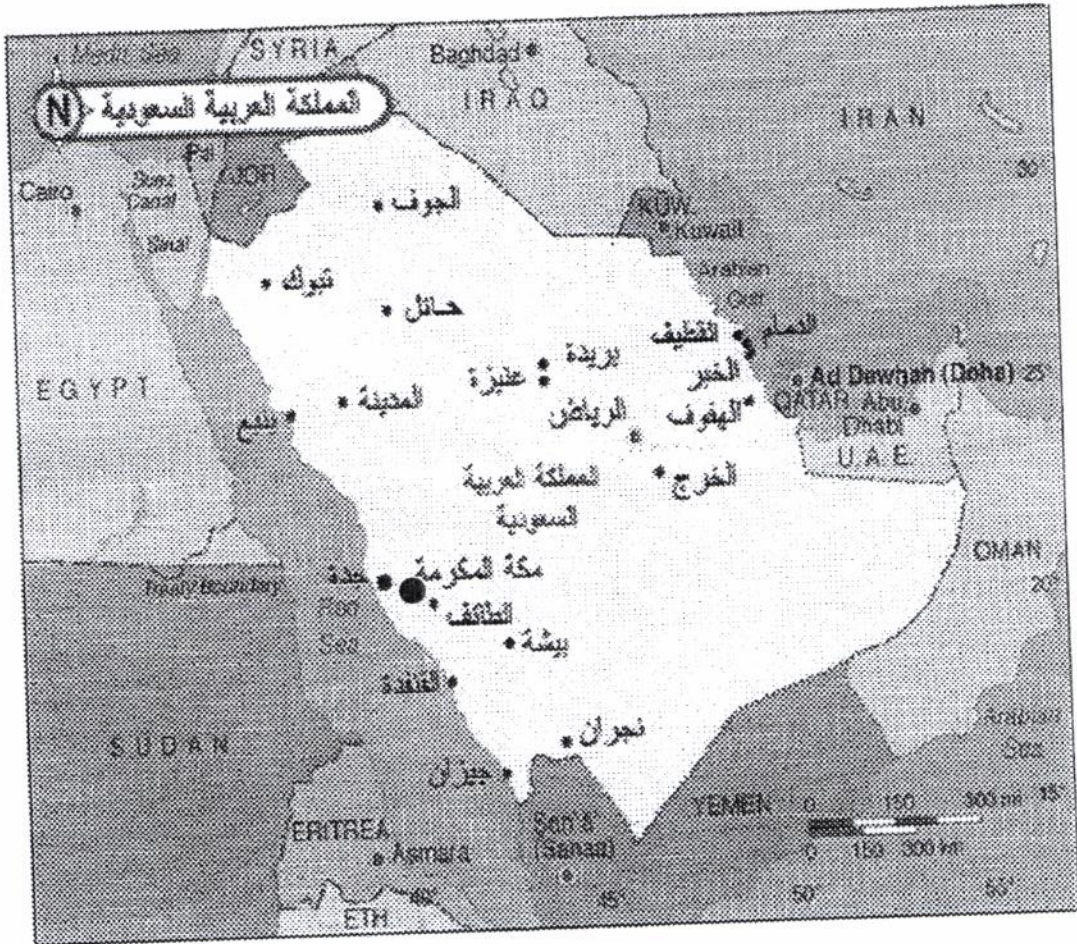 Medit. Sea
SYRIA
Baghdad
IRAQ
IRAN
N
المملكة العربية السعودية
Cairo
Suez
Canal
Sinai
JOR.
30
KUW.
Kuwait
Arabian
الجوف
تبوك
حائل
القطيف
الدمام
بريدة
عنيزة
الخبر
Ad Dawhah (Doha)
25°
EGYPT
المدينة
ينبع
الرياض
الهفوف
QATAR
Abu
Dhabi
U.A.E.
الخرج
المملكة العربية
السعودية
OMAN
20°
Treaty Boundary
Red
Sea
جدة
مكة المكرمة
الطائف
بيشة
القنفدة
SUDAN
نجران
جيزان
Arabian
Sea
YEMEN
0 150 300 mi
0 150 300 km
15°
ERITREA
Asmara
San'a'
(Sanaa)
40°
45°
50°
55°
ETH